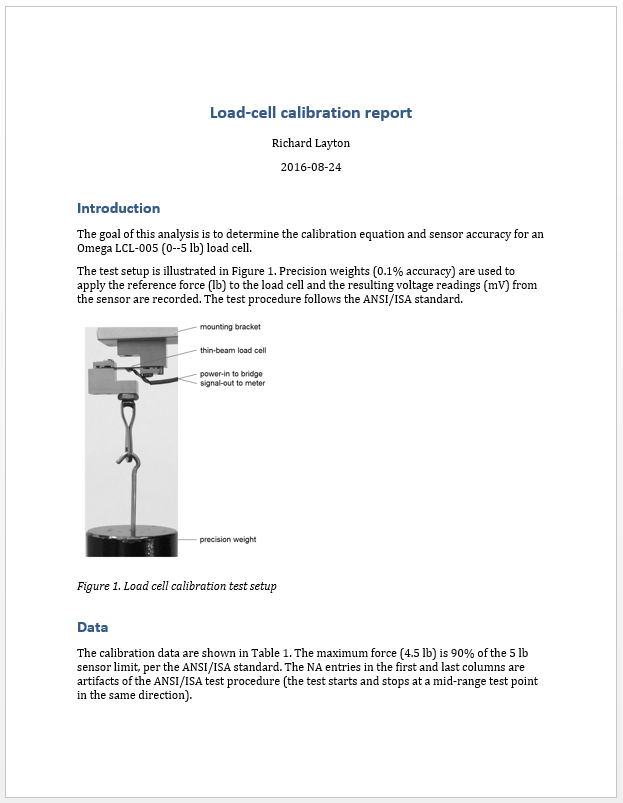 Load-cell calibration report
Richard Layton
2016-08-24
Introduction
The goal of this analysis is to determine the calibration equation and sensor accuracy for an
Omega LCL-005 (0--5 lb) load cell.
The test setup is illustrated in Figure 1. Precision weights (0.1% accuracy) are used to
apply the reference force (lb) to the load cell and the resulting voltage readings (mV) from
the sensor are recorded. The test procedure follows the ANSI/ISA standard.
mounting bracket
thin-beam load cell
power-in to bridge
signal-out to meter
precision weight
Figure 1. Load cell calibration test setup
Data
The calibration data are shown in Table 1. The maximum force (4.5 lb) is 90% of the 5 lb
sensor limit, per the ANSI/ISA standard. The NA entries in the first and last columns are
artifacts of the ANSI/ISA test procedure (the test starts and stops at a mid-range test point
in the same direction).